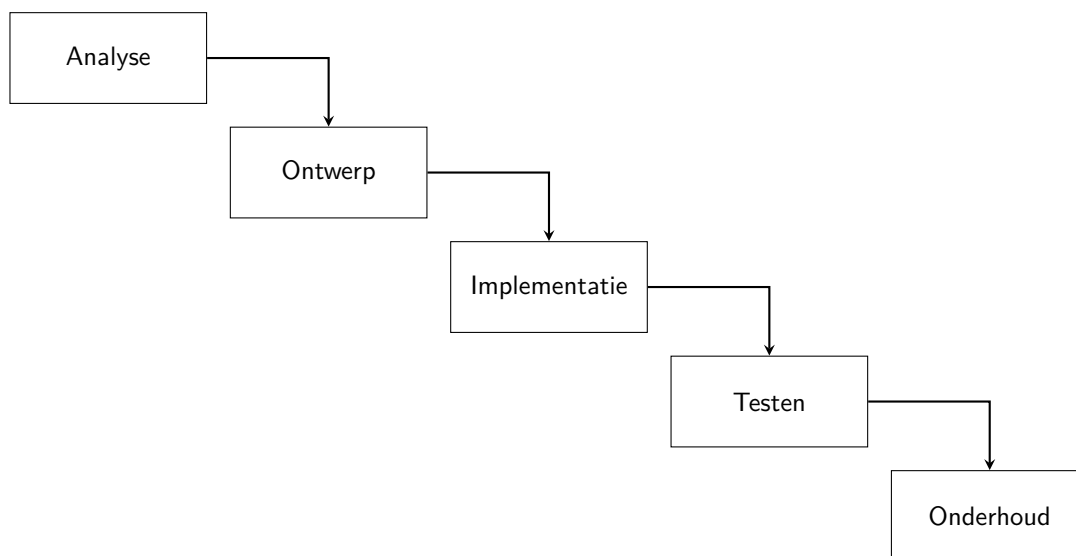 Analyse
Ontwerp
Implementatie
Testen
Onderhoud